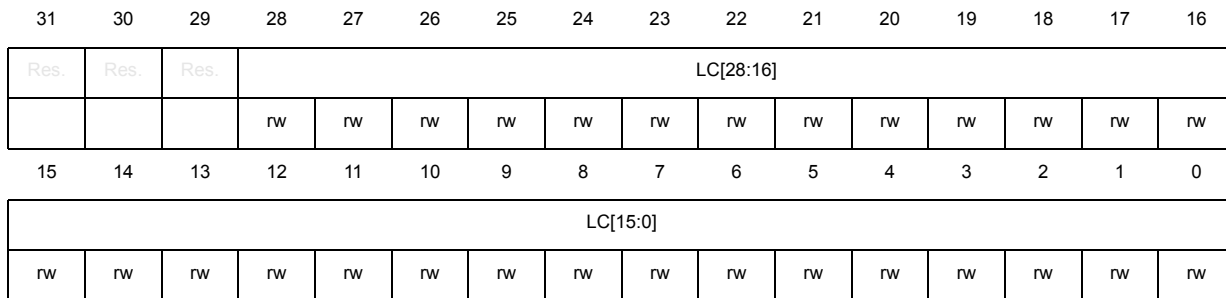 31 30 29 28 27 26 25 24 23 22 21 20 19 18 17 16
Res. Res. Res. LC[28:16]
rw rw rw rw rw rw rw rw rw rw rw rw rw
15 14 13 12 11 10 9 8 7 6 5 4 3 2 1 0
LC[15:0]
rw rw rw rw rw rw rw rw rw rw rw rw rw rw rw rw